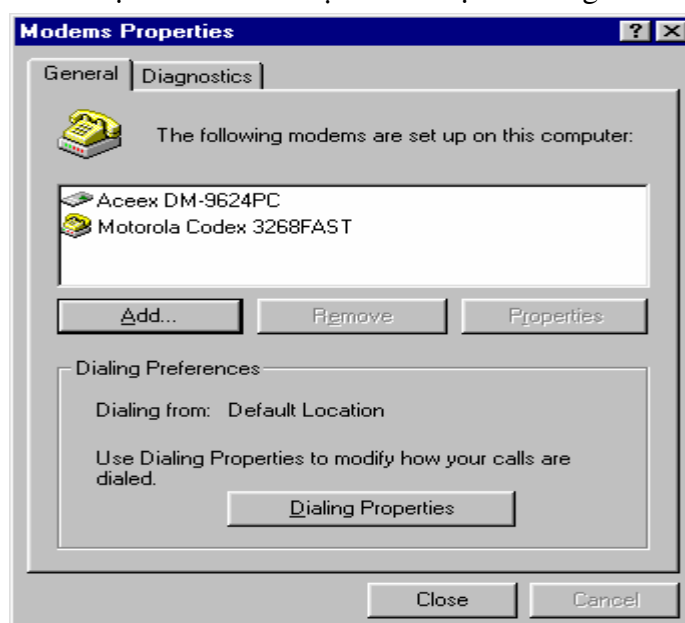 Modems Properties
General Diagnostics
The following modems are set up on this computer:
Aceex DM-9624PC
Motorola Codex 3268FAST
Add... Remove Properties
Dialing Preferences
Dialing from: Default Location
Use Dialing Properties to modify how your calls are
dialed.
Dialing Properties
Close Cancel